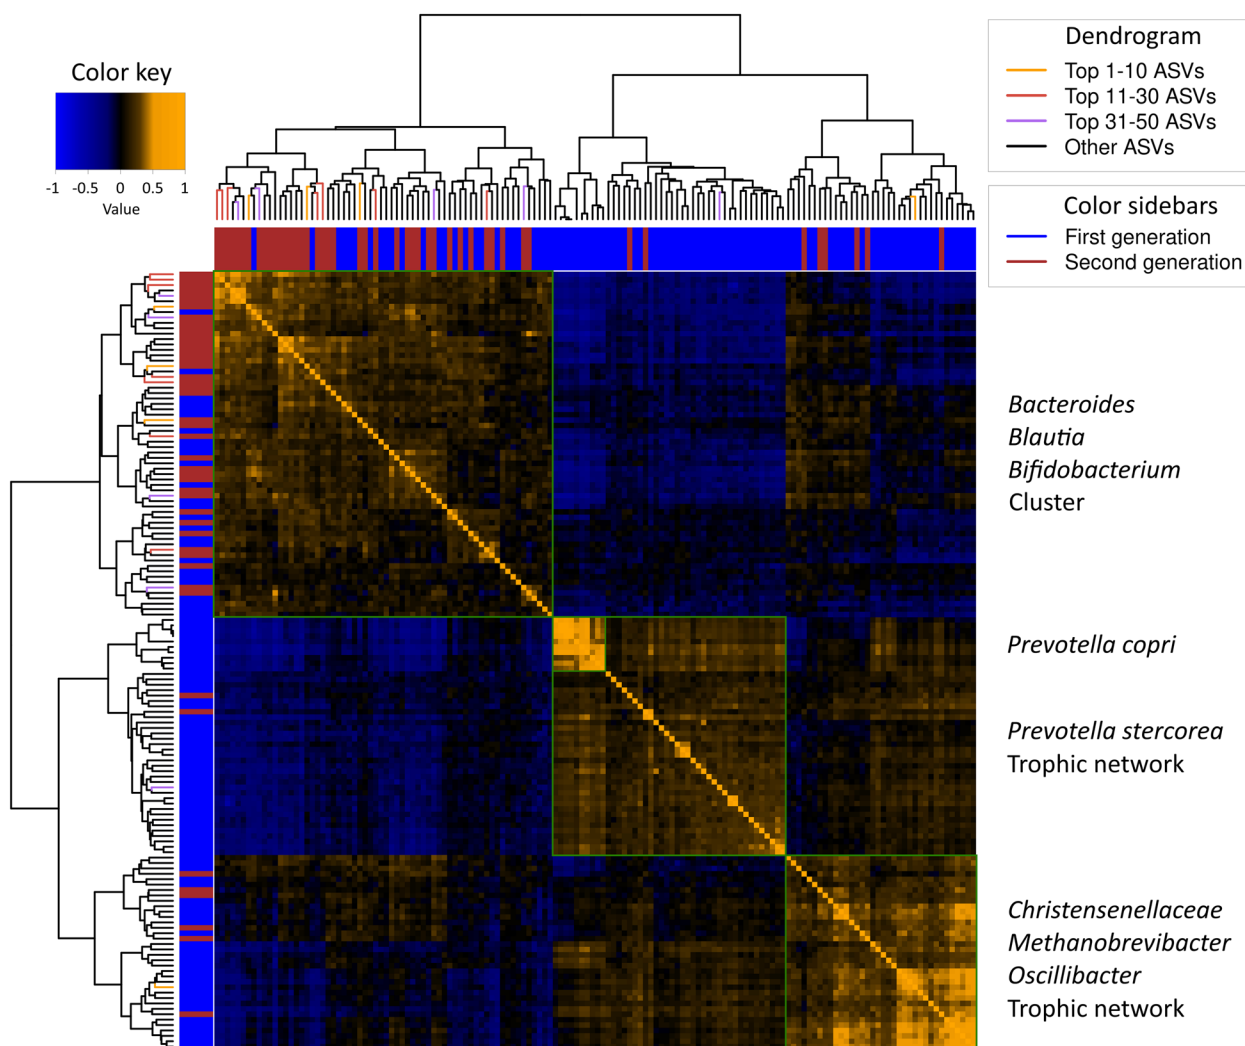 Color key
-1 -0.5 0 0.5 1
Value
Dendrogram
Top 1-10 ASVs
Top 11-30 ASVs
Top 31-50 ASVs
Other ASVs
Color sidebars
First generation
Second generation
Bacteroides
Blautia
Bifidobacterium
Cluster
Prevotella copri
Prevotella stercorea
Trophic network
Christensenellaceae
Methanobrevibacter
Oscillibacter
Trophic network